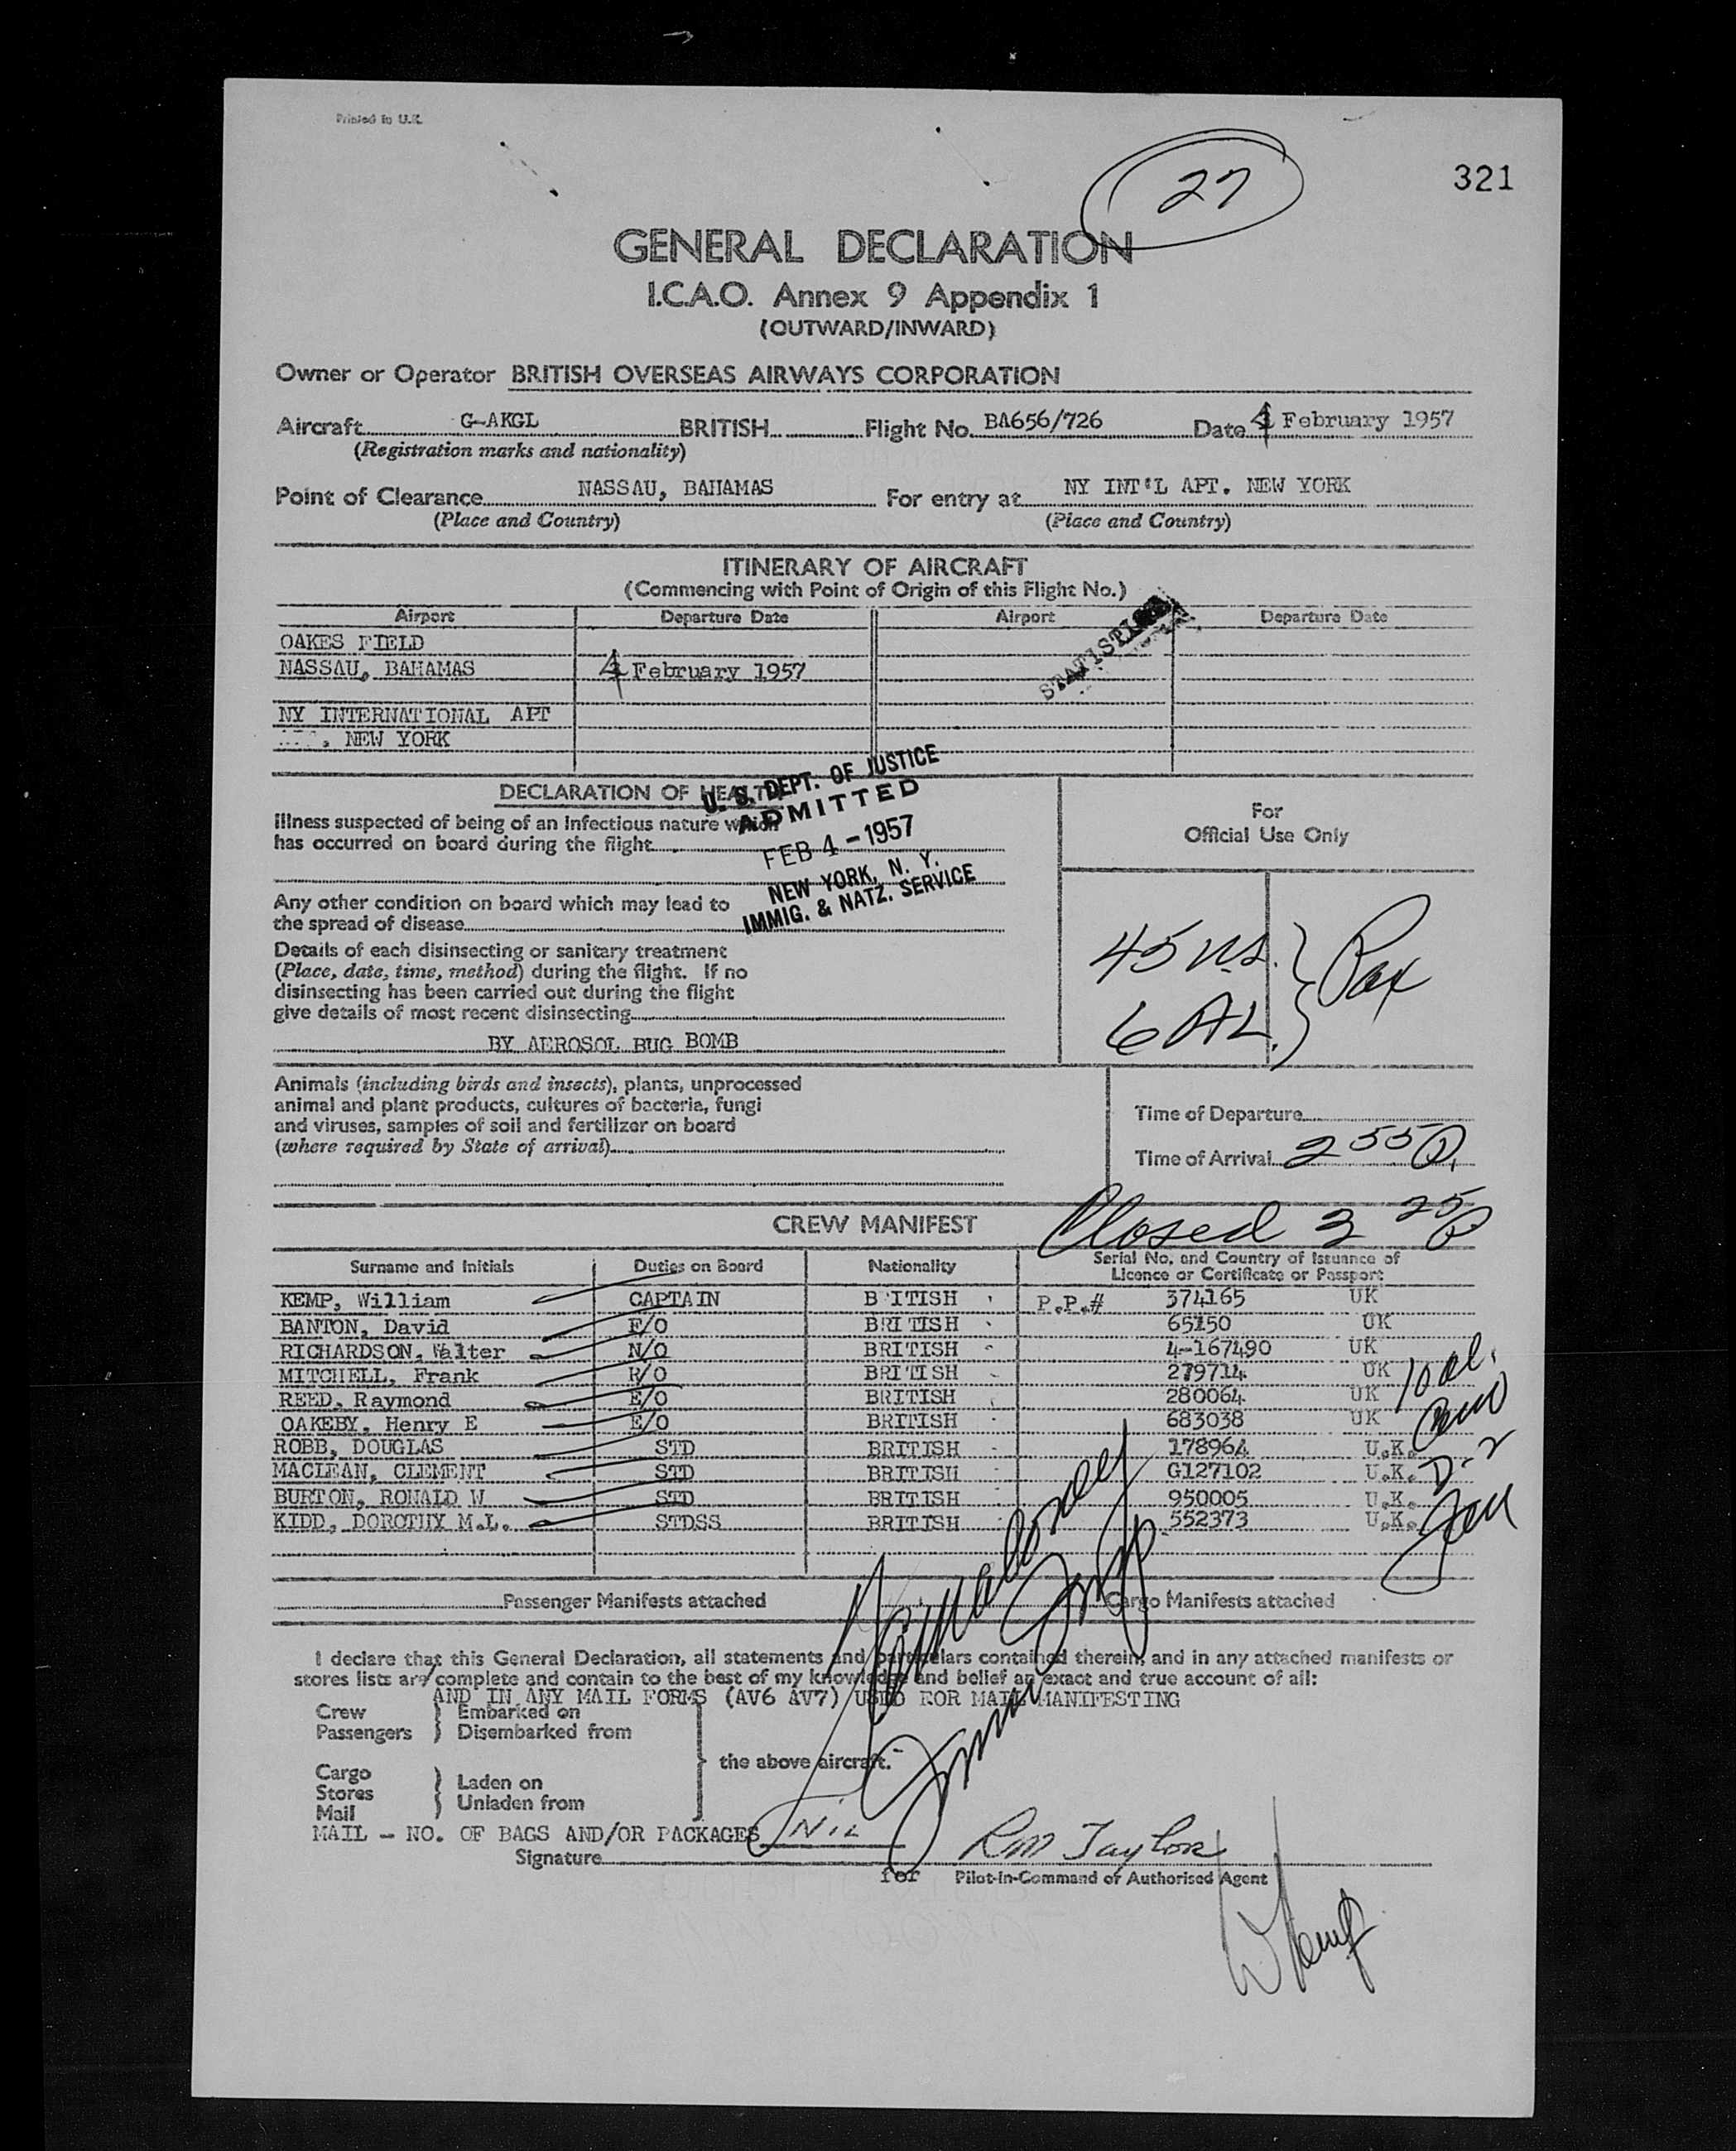 Printed in U.K.
27
321
GENERAL DECLARATION
I.C.A.O. Annex 9 Appendix 1
(OUTWARD/INWARD)
Owner or Operator BRITISH OVERSEAS AIRWAYS CORPORATION
Aircraft G-AKGL BRITISH Flight No. BA656/726 Date 4 February 1957
(Registration marks and nationality)
Point of Clearance NASSAU, BAHAMAS For entry at NY INT'L APT. NEW YORK
(Place and Country) (Place and Country)
ITINERARY OF AIRCRAFT
(Commencing with Point of Origin of this Flight No.)
Airport Departure Date Airport Departure Date
OAKES FIELD
NASSAU, BAHAMAS 4 February 1957
NY INTERNATIONAL APT
, NEW YORK
DECLARATION OF HEALTH
U. S. DEPT. OF JUSTICE
ADMITTED
FEB 4 - 1957
NEW YORK, N. Y.
IMMIG. & NATZ. SERVICE
For
Official Use Only
Illness suspected of being of an infectious nature which
has occurred on board during the flight
Any other condition on board which may lead to
the spread of disease
Details of each disinsecting or sanitary treatment
(Place, date, time, method) during the flight. If no
disinsecting has been carried out during the flight
give details of most recent disinsecting
BY AEROSOL BUG BOMB
45 U.S. } Pax
6 AL.
Animals (including birds and insects), plants, unprocessed
animal and plant products, cultures of bacteria, fungi
and viruses, samples of soil and fertilizer on board
(where required by State of arrival)
Time of Departure
Time of Arrival 2 55 P.
Closed 3 25 P
CREW MANIFEST
Surname and Initials Duties on Board Nationality Serial No. and Country of Issuance of Licence or Certificate or Passport
KEMP, William CAPTAIN B ITISH P.P.# 374165 UK
BANTON, David F/O BRITISH 65150 UK
RICHARDSON, Walter N/O BRITISH 4-167490 UK
MITCHELL, Frank R/O BRITISH 279714 UK
REED, Raymond E/O BRITISH 280064 UK
OAKEBY, Henry E E/O BRITISH 683038 UK
ROBB, DOUGLAS STD BRITISH 178964 U.K.
MACLEAN, CLEMENT STD BRITISH G127102 U.K.
BURTON, RONALD W STD BRITISH 950005 U.K.
KIDD, DOROTHY M.L. STDSS BRITISH 552373 U.K.
10 al.
Crew
D-2
Passenger Manifests attached Cargo Manifests attached
I declare that this General Declaration, all statements and particulars contained therein, and in any attached manifests or
stores lists are complete and contain to the best of my knowledge and belief an exact and true account of all:
AND IN ANY MAIL FORMS (AV6 AV7) USED FOR MAIL MANIFESTING
Crew } Embarked on
Passengers } Disembarked from
the above aircraft.
Cargo
Stores } Laden on
Mail } Unladen from
MAIL - NO. OF BAGS AND/OR PACKAGES NIL
Signature RM Taylor
for Pilot-in-Command or Authorised Agent
W Kemp